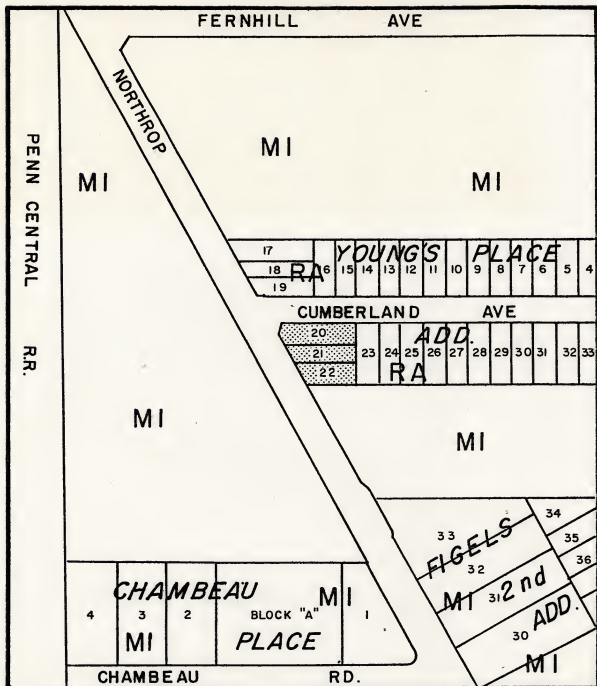 FERNHILL AVE
NORTHROP
PENN CENTRAL R.R.
MI
MI
MI
17
18
19
RA
YOUNG'S PLACE
16 15 14 13 12 11 10 9 8 7 6 5 4
CUMBERLAND AVE
20
21
22
ADD.
23 24 25 26 27 28 29 30 31 32 33
RA
MI
MI
33
34
35
36
FIGELS
32
MI
31
2nd
30
ADD.
MI
CHAMBEAU MI
4 3 2 BLOCK "A" 1
MI PLACE
CHAMBEAU RD.